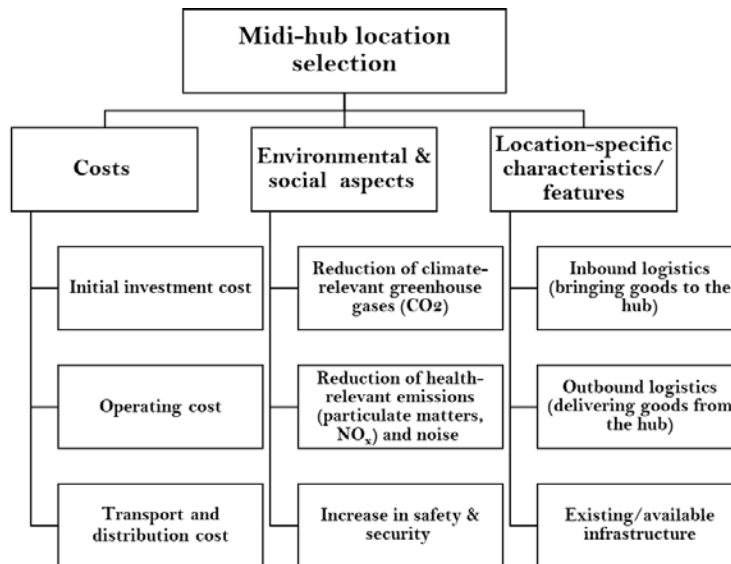 Midi-hub location
selection
Costs
Environmental &
social aspects
Location-specific
characteristics/
features
Initial investment cost
Reduction of climate-
relevant greenhouse
gases (CO2)
Inbound logistics
(bringing goods to the
hub)
Operating cost
Reduction of health-
relevant emissions
(particulate matters,
NOₓ) and noise
Outbound logistics
(delivering goods from
the hub)
Transport and
distribution cost
Increase in safety &
security
Existing/available
infrastructure